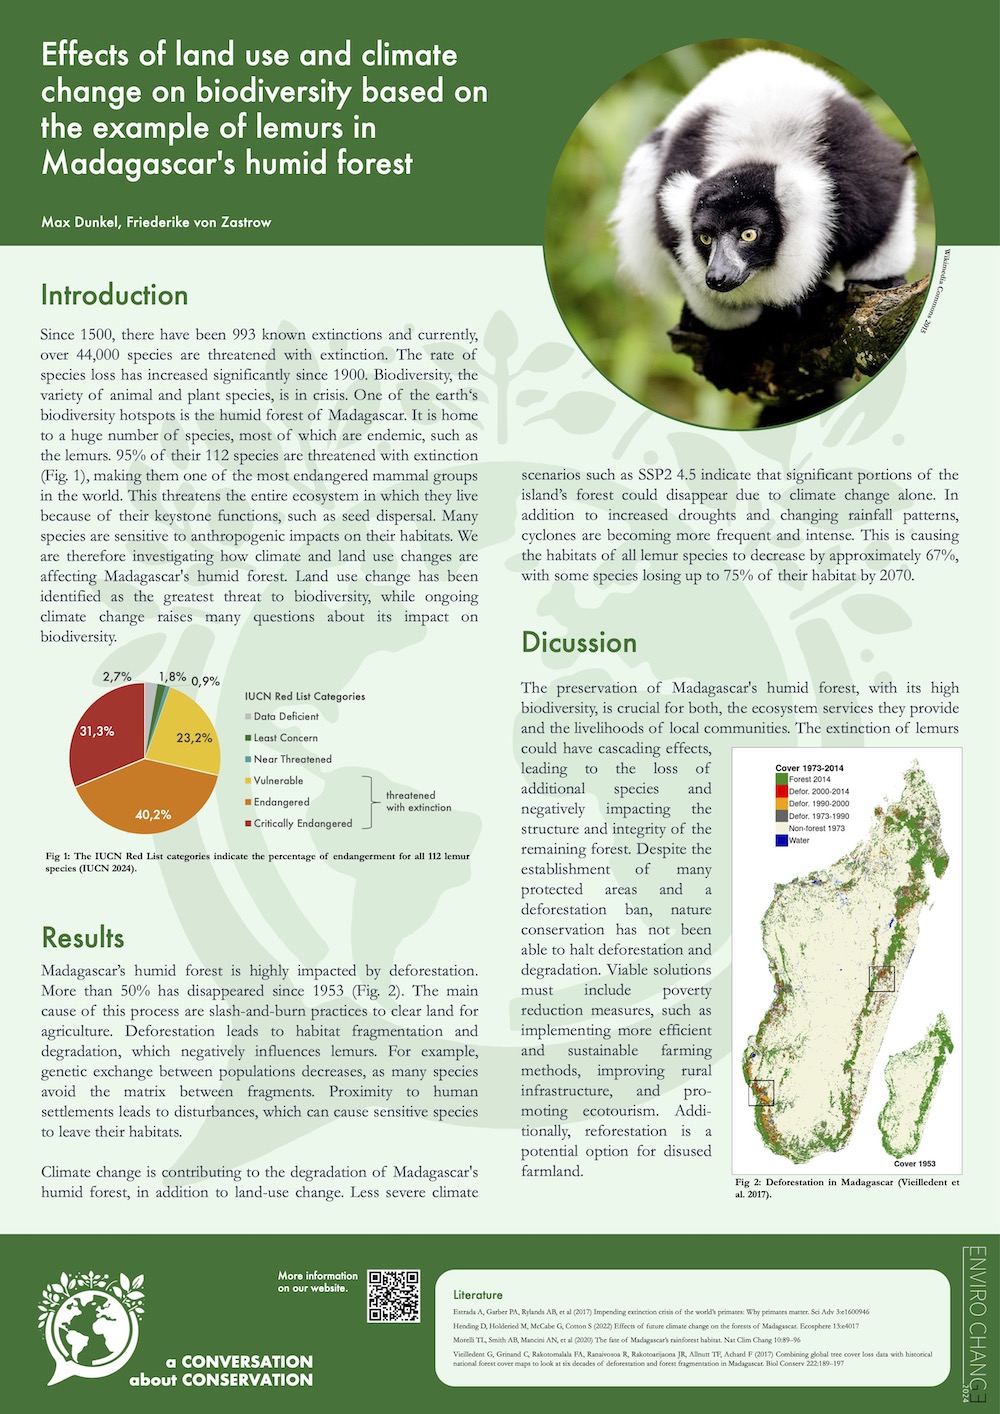 Effects of land use and climate
change on biodiversity based on
the example of lemurs in
Madagascar's humid forest
Max Dunkel, Friederike von Zastrow
Wikimedia Commons 2015
Introduction
Since 1500, there have been 993 known extinctions and currently,
over 44,000 species are threatened with extinction. The rate of
species loss has increased significantly since 1900. Biodiversity, the
variety of animal and plant species, is in crisis. One of the earth's
biodiversity hotspots is the humid forest of Madagascar. It is home
to a huge number of species, most of which are endemic, such as
the lemurs. 95% of their 112 species are threatened with extinction
(Fig. 1), making them one of the most endangered mammal groups
in the world. This threatens the entire ecosystem in which they live
because of their keystone functions, such as seed dispersal. Many
species are sensitive to anthropogenic impacts on their habitats. We
are therefore investigating how climate and land use changes are
affecting Madagascar's humid forest. Land use change has been
identified as the greatest threat to biodiversity, while ongoing
climate change raises many questions about its impact on
biodiversity.
2,7%
1,8%
0,9%
31,3%
23,2%
40,2%
IUCN Red List Categories
Data Deficient
Least Concern
Near Threatened
Vulnerable
Endangered
Critically Endangered
threatened
with extinction
Fig 1: The IUCN Red List categories indicate the percentage of endangerment for all 112 lemur
species (IUCN 2024).
Results
Madagascar's humid forest is highly impacted by deforestation.
More than 50% has disappeared since 1953 (Fig. 2). The main
cause of this process are slash-and-burn practices to clear land for
agriculture. Deforestation leads to habitat fragmentation and
degradation, which negatively influences lemurs. For example,
genetic exchange between populations decreases, as many species
avoid the matrix between fragments. Proximity to human
settlements leads to disturbances, which can cause sensitive species
to leave their habitats.
Climate change is contributing to the degradation of Madagascar's
humid forest, in addition to land-use change. Less severe climate
scenarios such as SSP2 4.5 indicate that significant portions of the
island's forest could disappear due to climate change alone. In
addition to increased droughts and changing rainfall patterns,
cyclones are becoming more frequent and intense. This is causing
the habitats of all lemur species to decrease by approximately 67%,
with some species losing up to 75% of their habitat by 2070.
Dicussion
The preservation of Madagascar's humid forest, with its high
biodiversity, is crucial for both, the ecosystem services they provide
and the livelihoods of local communities. The extinction of lemurs
could have cascading effects,
leading to the loss of
additional species and
negatively impacting the
structure and integrity of the
remaining forest. Despite the
establishment of many
protected areas and a
deforestation ban, nature
conservation has not been
able to halt deforestation and
degradation. Viable solutions
must include poverty
reduction measures, such as
implementing more efficient
and sustainable farming
methods, improving rural
infrastructure, and pro-
moting ecotourism. Addi-
tionally, reforestation is a
potential option for disused
farmland.
Cover 1973-2014
Forest 2014
Defor. 2000-2014
Defor. 1990-2000
Defor. 1973-1990
Non-forest 1973
Water
Cover 1953
Fig 2: Deforestation in Madagascar (Vieilledent et
al. 2017).
a CONVERSATION
about CONSERVATION
More information
on our website.
Literature
Estrada A, Garber PA, Rylands AB, et al (2017) Impending extinction crisis of the world's primates: Why primates matter. Sci Adv 3:e1600946
Hending D, Holderied M, McCabe G, Cotton S (2022) Effects of future climate change on the forests of Madagascar. Ecosphere 13:e4017
Morelli TL, Smith AB, Mancini AN, et al (2020) The fate of Madagascar's rainforest habitat. Nat Clim Chang 10:89–96
Vieilledent G, Grinand C, Rakotomalala FA, Ranaivosoa R, Rakotoarijaona JR, Allnutt TF, Achard F (2017) Combining global tree cover loss data with historical
national forest cover maps to look at six decades of deforestation and forest fragmentation in Madagascar. Biol Conserv 222:189–197
ENVIRO CHANGE
2024